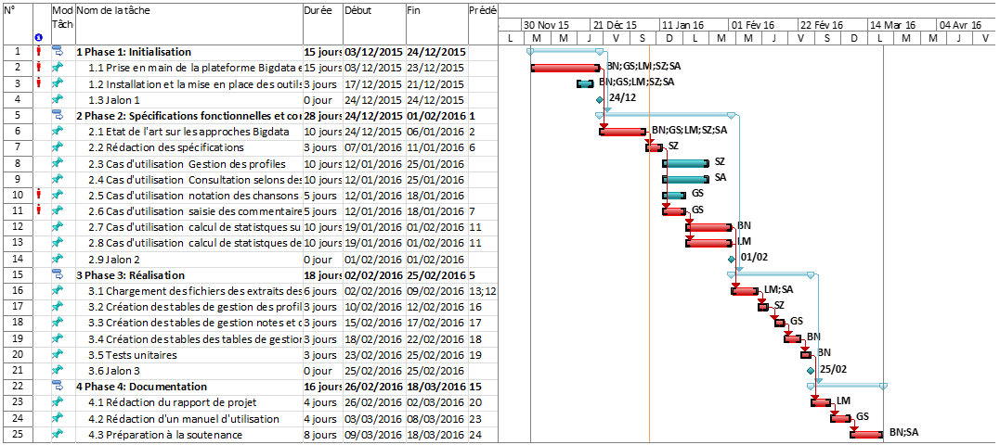 N° Mod Tâch Nom de la tâche Durée Début Fin Prédé
30 Nov 15 21 Déc 15 11 Jan 16 01 Fév 16 22 Fév 16 14 Mar 16 04 Avr 16
L M M J V S D L M M J V S D L M J V
1 1 Phase 1: Initialisation 15 jours 03/12/2015 24/12/2015
2 1.1 Prise en main de la plateforme Bigdata e 15 jours 03/12/2015 23/12/2015 BN;GS;LM;SZ;SA
3 1.2 Installation et la mise en place des outils 3 jours 17/12/2015 21/12/2015 BN;GS;LM;SZ;SA
4 1.3 Jalon 1 0 jour 24/12/2015 24/12/2015 24/12
5 2 Phase 2: Spécifications fonctionnelles et con 28 jours 24/12/2015 01/02/2016 1
6 2.1 Etat de l'art sur les approches Bigdata 10 jours 24/12/2015 06/01/2016 2 BN;GS;LM;SZ;SA
7 2.2 Rédaction des spécifications 3 jours 07/01/2016 11/01/2016 6 SZ
8 2.3 Cas d'utilisation Gestion des profiles 10 jours 12/01/2016 25/01/2016 SZ
9 2.4 Cas d'utilisation Consultation selons des 10 jours 12/01/2016 25/01/2016 SA
10 2.5 Cas d'utilisation notation des chansons 5 jours 12/01/2016 18/01/2016 GS
11 2.6 Cas d'utilisation saisie des commentaire 5 jours 12/01/2016 18/01/2016 7 GS
12 2.7 Cas d'utilisation calcul de statistques su 10 jours 19/01/2016 01/02/2016 11 BN
13 2.8 Cas d'utilisation calcul de statistques de 10 jours 19/01/2016 01/02/2016 11 LM
14 2.9 Jalon 2 0 jour 01/02/2016 01/02/2016 01/02
15 3 Phase 3: Réalisation 18 jours 02/02/2016 25/02/2016 5
16 3.1 Chargement des fichiers des extraits des 6 jours 02/02/2016 09/02/2016 13;12 LM;SA
17 3.2 Création des tables de gestion des profil 3 jours 10/02/2016 12/02/2016 16 SZ
18 3.3 Création des tables de gestion notes et c 3 jours 15/02/2016 17/02/2016 17 GS
19 3.4 Création des tables des tables de gestion 3 jours 18/02/2016 22/02/2016 18 BN
20 3.5 Tests unitaires 3 jours 23/02/2016 25/02/2016 19 BN
21 3.6 Jalon 3 0 jour 25/02/2016 25/02/2016 25/02
22 4 Phase 4: Documentation 16 jours 26/02/2016 18/03/2016 15
23 4.1 Rédaction du rapport de projet 4 jours 26/02/2016 02/03/2016 20 LM
24 4.2 Rédaction d'un manuel d'utilisation 4 jours 03/03/2016 08/03/2016 23 GS
25 4.3 Préparation à la soutenance 8 jours 09/03/2016 18/03/2016 24 BN;SA